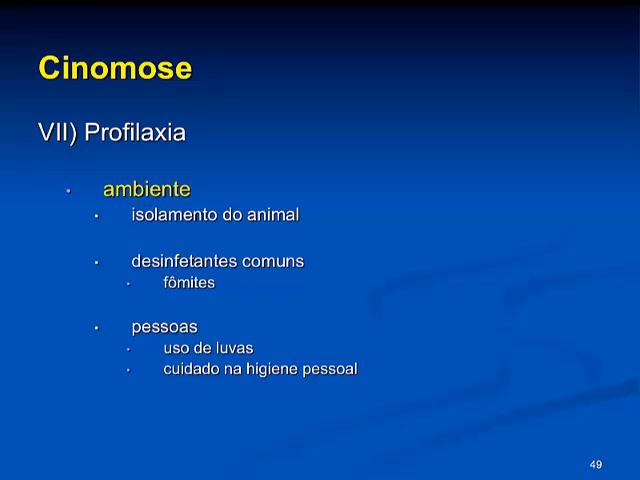 Cinomose
VII) Profilaxia
• ambiente
• isolamento do animal
• desinfetantes comuns
• fômites
• pessoas
• uso de luvas
• cuidado na higiene pessoal
49